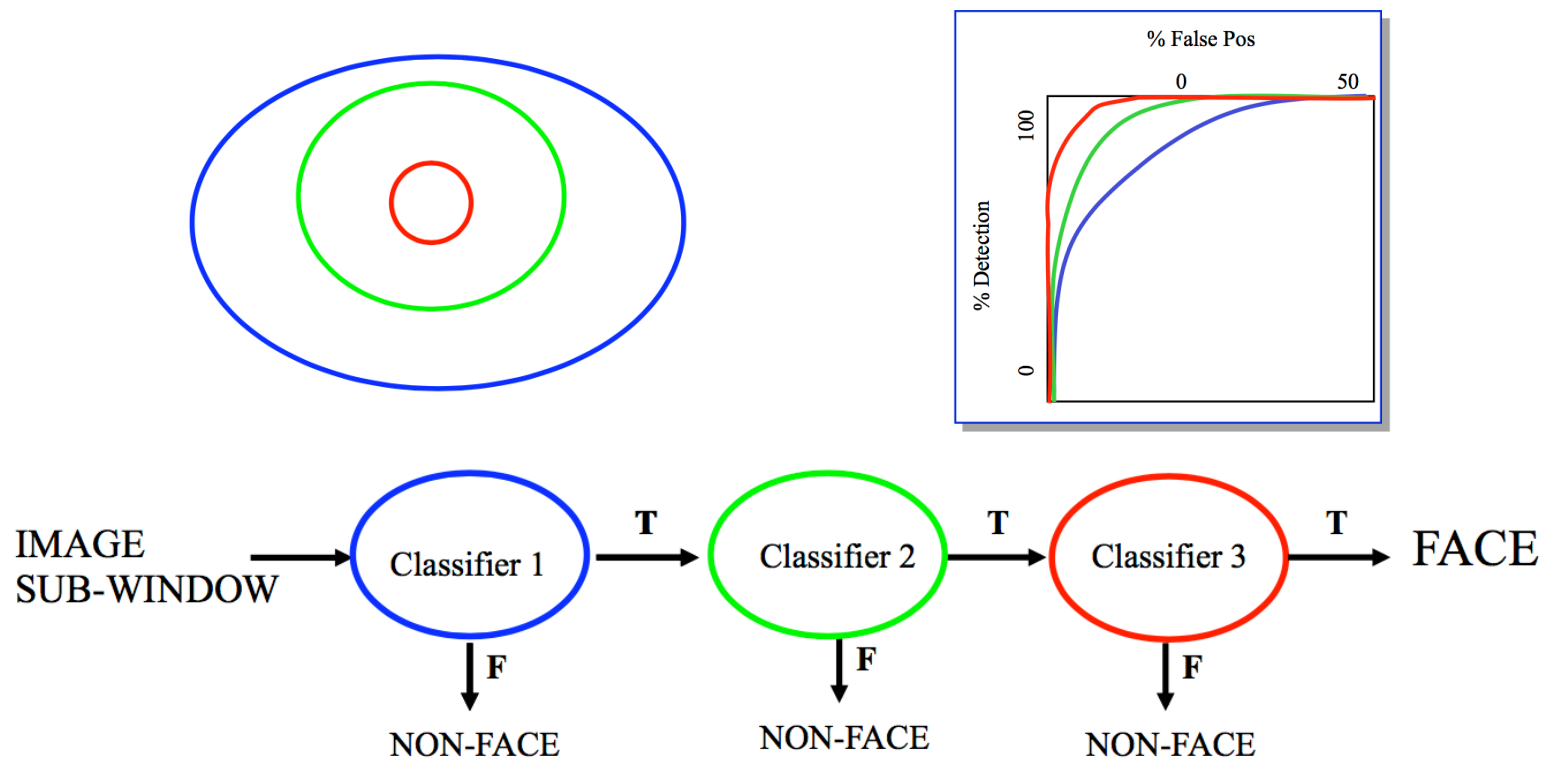 % False Pos
0 50
100
% Detection
0
IMAGE
SUB-WINDOW
Classifier 1
T
Classifier 2
T
Classifier 3
T
FACE
F
F
F
NON-FACE
NON-FACE
NON-FACE